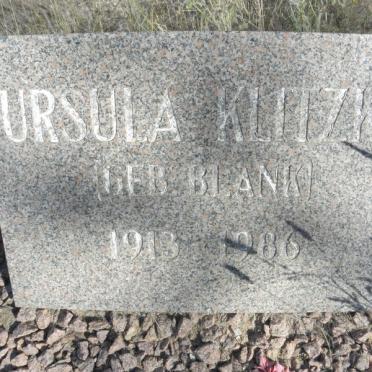 URSULA KLITZK
(GEB BLANK)
1913 1986